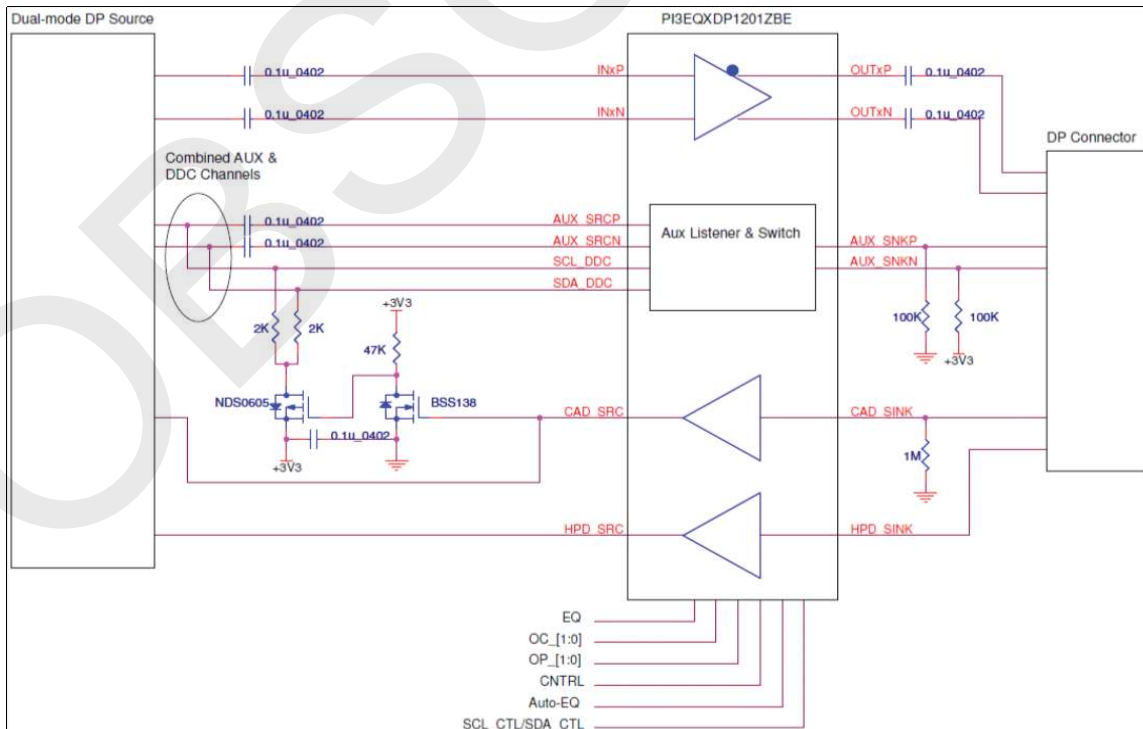 Dual-mode DP Source
PI3EQXDP1201ZBE
0.1u_0402
INxP
OUTxP
0.1u_0402
0.1u_0402
INxN
OUTxN
0.1u_0402
DP Connector
Combined AUX &
DDC Channels
0.1u_0402
AUX_SRCP
0.1u_0402
AUX_SRCN
Aux Listener & Switch
AUX_SNKP
SCL_DDC
AUX_SNKN
SDA_DDC
+3V3
2K
2K
100K
100K
47K
+3V3
NDS0605
BSS138
CAD_SRC
CAD_SINK
0.1u_0402
+3V3
1M
HPD_SRC
HPD_SINK
EQ
OC_[1:0]
OP_[1:0]
CNTRL
Auto-EQ
SCL_CTL/SDA_CTL